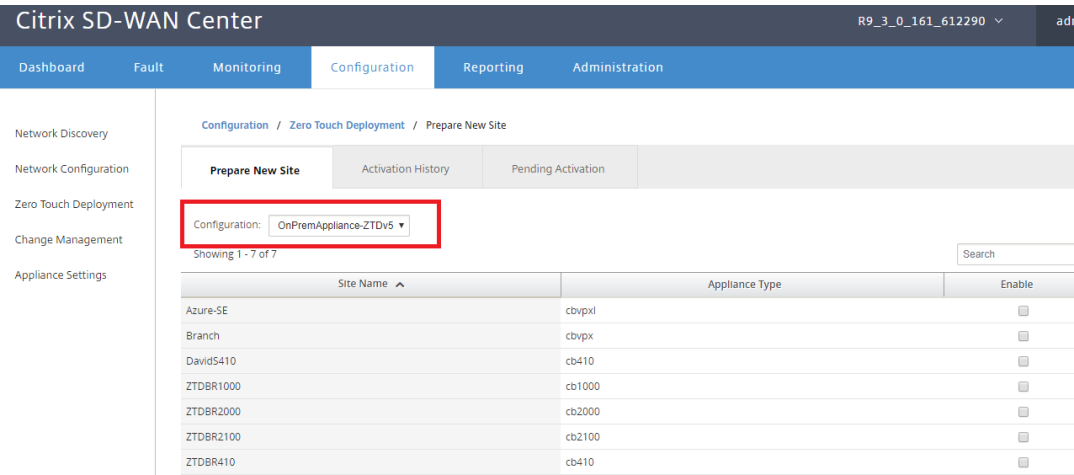 Citrix SD-WAN Center
R9_3_0_161_612290
Dashboard Fault Monitoring Configuration Reporting Administration
Network Discovery
Network Configuration
Zero Touch Deployment
Change Management
Appliance Settings
Configuration / Zero Touch Deployment / Prepare New Site
Prepare New Site Activation History Pending Activation
Configuration: OnPremAppliance-ZTDv5
Showing 1 - 7 of 7 Search
Site Name Appliance Type Enable
Azure-SE cbvpxl
Branch cbvpx
DavidS410 cb410
ZTDBR1000 cb1000
ZTDBR2000 cb2000
ZTDBR2100 cb2100
ZTDBR410 cb410